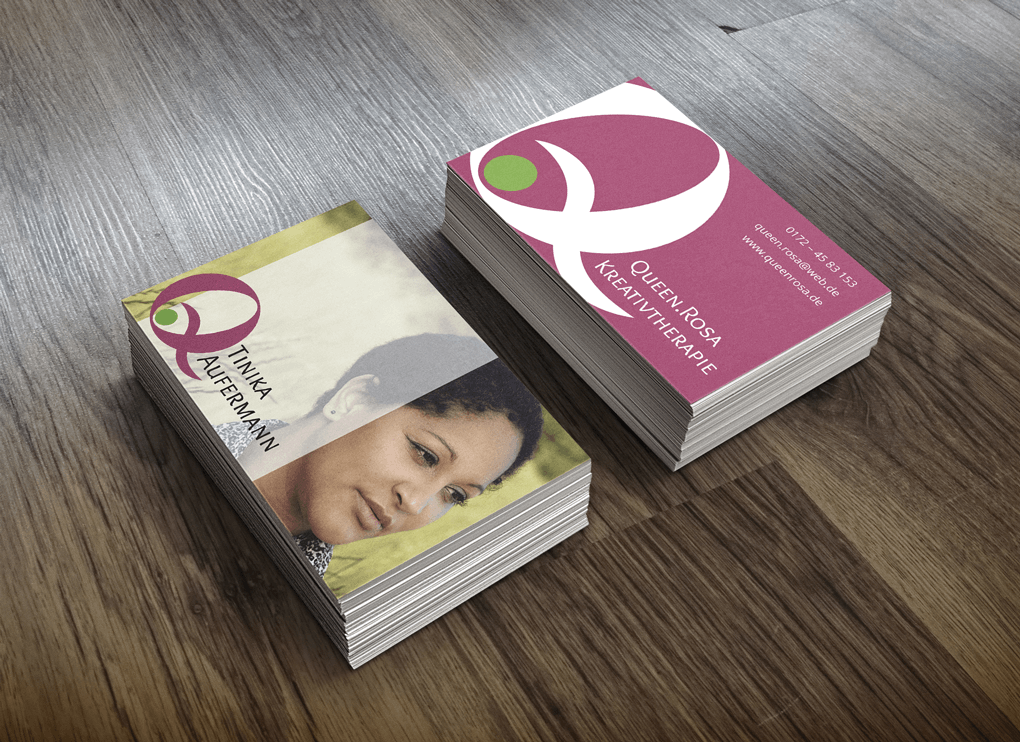 Tinika
Aufermann
Queen.Rosa
Kreativtherapie
0172 – 45 83 153
queen.rosa@web.de
www.queenrosa.de